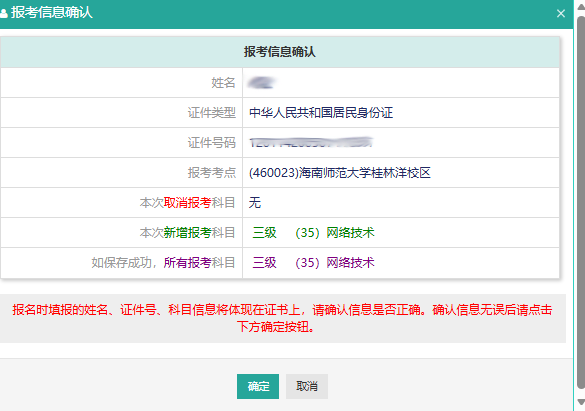 报考信息确认
报考信息确认
姓名
证件类型 中华人民共和国居民身份证
证件号码
报考考点 (460023)海南师范大学桂林洋校区
本次取消报考科目 无
本次新增报考科目 三级 （35）网络技术
如保存成功，所有报考科目 三级 （35）网络技术
报名时填报的姓名、证件号、科目信息将体现在证书上，请确认信息是否正确。确认信息无误后请点击
下方确定按钮。
确定 取消